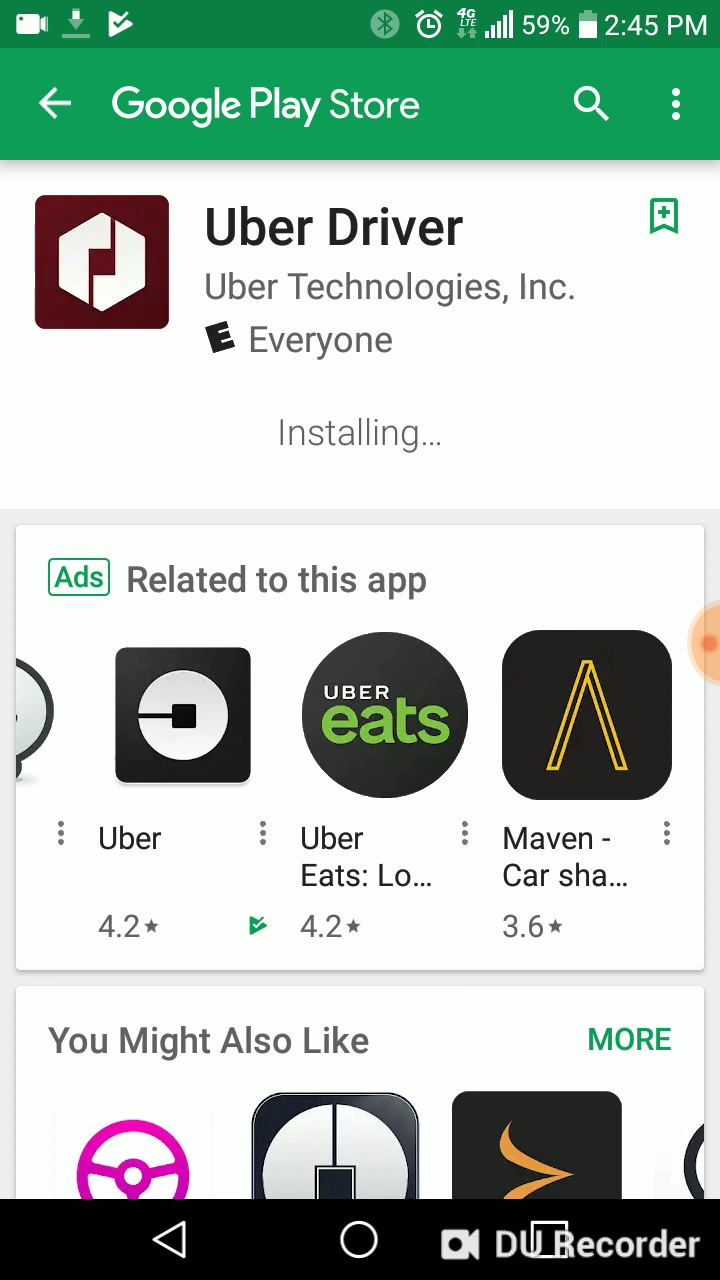 4G
LTE
59%
2:45 PM
Google Play Store
Uber Driver
Uber Technologies, Inc.
E Everyone
Installing...
Ads Related to this app
UBER
eats
Uber
Uber
Eats: Lo...
Maven -
Car sha...
4.2
4.2
3.6
You Might Also Like
MORE
DU Recorder